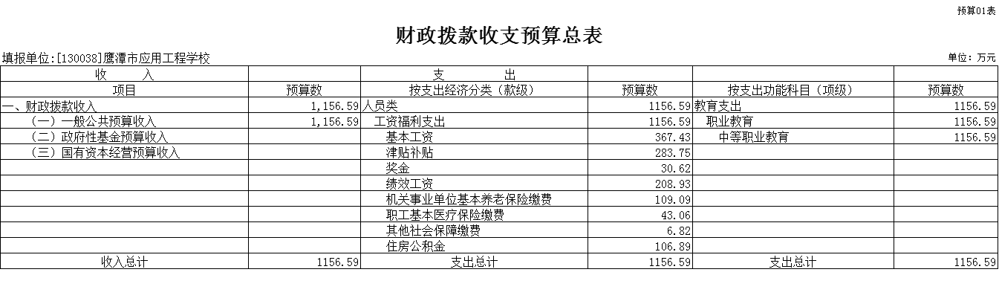 预算01表
财政拨款收支预算总表
填报单位:[130038]鹰潭市应用工程学校 单位：万元
收 入 支 出
项目 预算数 按支出经济分类（款级） 预算数 按支出功能科目（项级） 预算数
一、财政拨款收入 1,156.59 人员类 1156.59 教育支出 1156.59
（一）一般公共预算收入 1,156.59 工资福利支出 1156.59 职业教育 1156.59
（二）政府性基金预算收入 基本工资 367.43 中等职业教育 1156.59
（三）国有资本经营预算收入 津贴补贴 283.75
奖金 30.62
绩效工资 208.93
机关事业单位基本养老保险缴费 109.09
职工基本医疗保险缴费 43.06
其他社会保障缴费 6.82
住房公积金 106.89
收入总计 1156.59 支出总计 1156.59 支出总计 1156.59